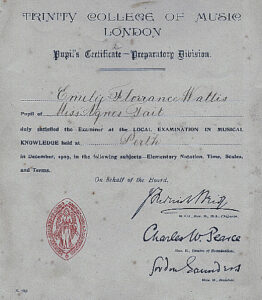 TRINITY COLLEGE OF MUSIC
LONDON
Pupil's Certificate—Preparatory Division.
Emily Florrance Wallis
Pupil of Miss Agnes Tait
duly satisfied the Examiner at the LOCAL EXAMINATION IN MUSICAL
KNOWLEDGE held at Perth
in December, 1909, in the following subjects—Elementary Notation, Time, Scales,
and Terms.
On Behalf of the Board,
Charles W. Pearce
Gordon Saunders